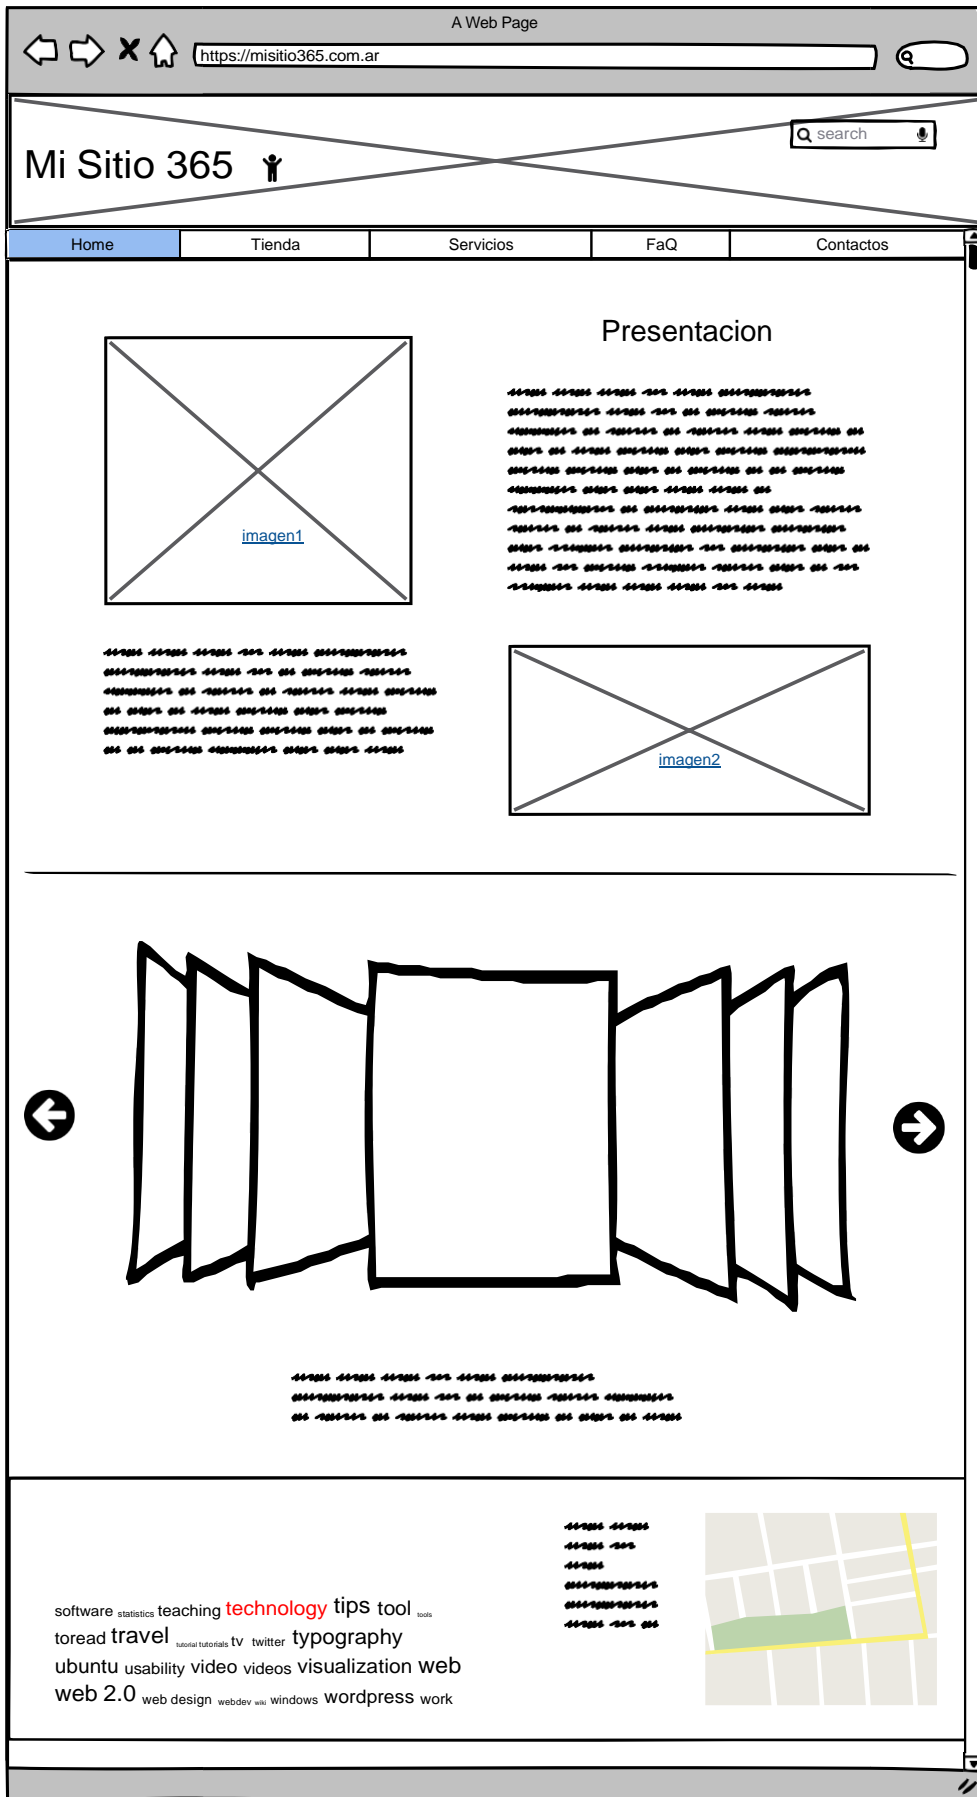 A Web Page
https://misitio365.com.ar
search
Mi Sitio 365
Home Tienda Servicios FaQ Contactos
Presentacion
imagen1
imagen2
software statistics teaching technology tips tool tools
toread travel tutorial tutorials tv twitter typography
ubuntu usability video videos visualization web
web 2.0 web design webdev wiki windows wordpress work